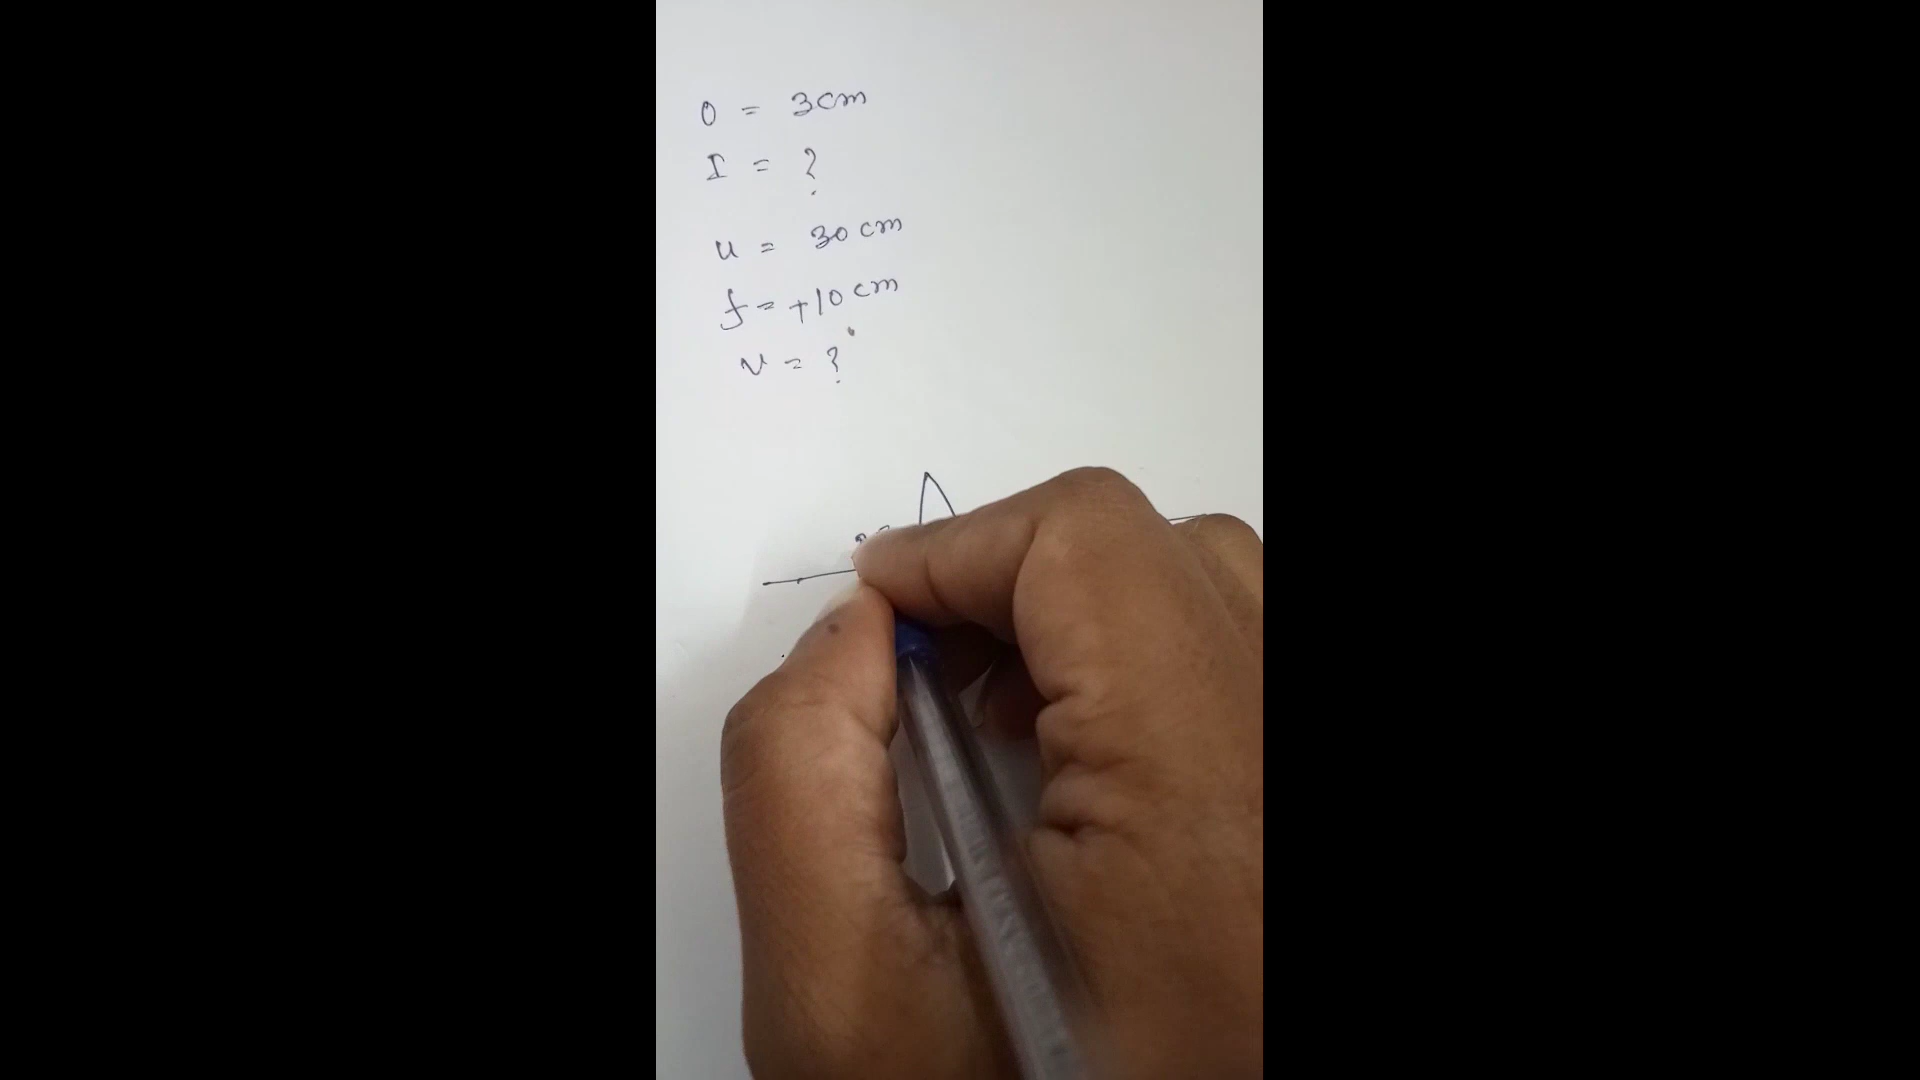 O = 3cm
I = ?
u = 30 cm
f = +10 cm
v = ?